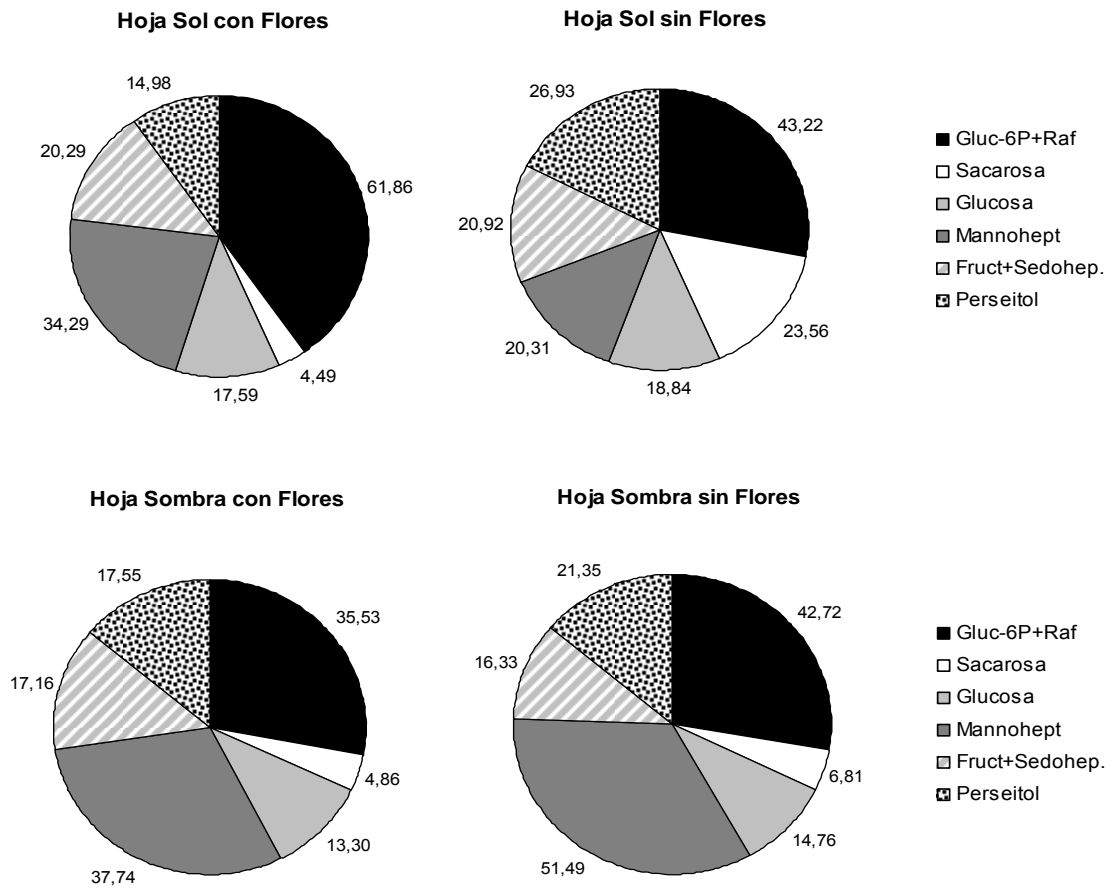 Hoja Sol con Flores
14,98
20,29
61,86
34,29
17,59
4,49
Hoja Sol sin Flores
26,93
43,22
20,92
20,31
18,84
23,56
Gluc-6P+Raf
Sacarosa
Glucosa
Mannohept
Fruct+Sedohep.
Perseitol
Hoja Sombra con Flores
17,55
35,53
17,16
4,86
13,30
37,74
Hoja Sombra sin Flores
21,35
42,72
16,33
6,81
14,76
51,49
Gluc-6P+Raf
Sacarosa
Glucosa
Mannohept
Fruct+Sedohep.
Perseitol